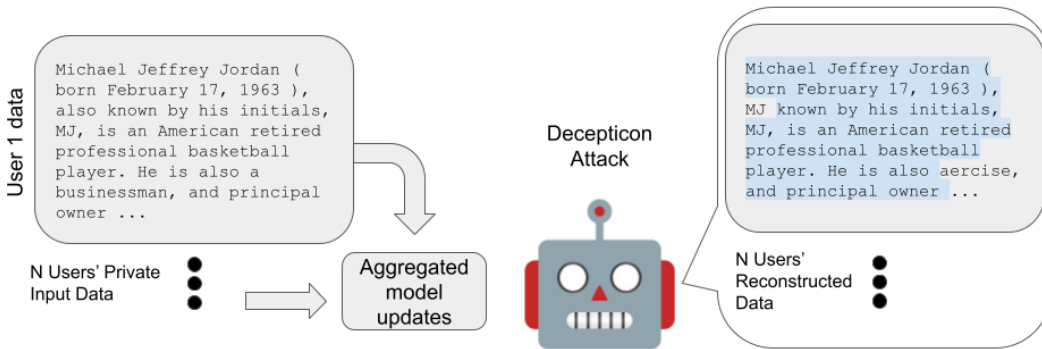 User 1 data
Michael Jeffrey Jordan (
born February 17, 1963 ),
also known by his initials,
MJ, is an American retired
professional basketball
player. He is also a
businessman, and principal
owner ...
N Users' Private
Input Data
Aggregated
model
updates
Decepticon
Attack
Michael Jeffrey Jordan (
born February 17, 1963 ),
MJ known by his initials,
MJ, is an American retired
professional basketball
player. He is also aercise,
and principal owner ...
N Users'
Reconstructed
Data